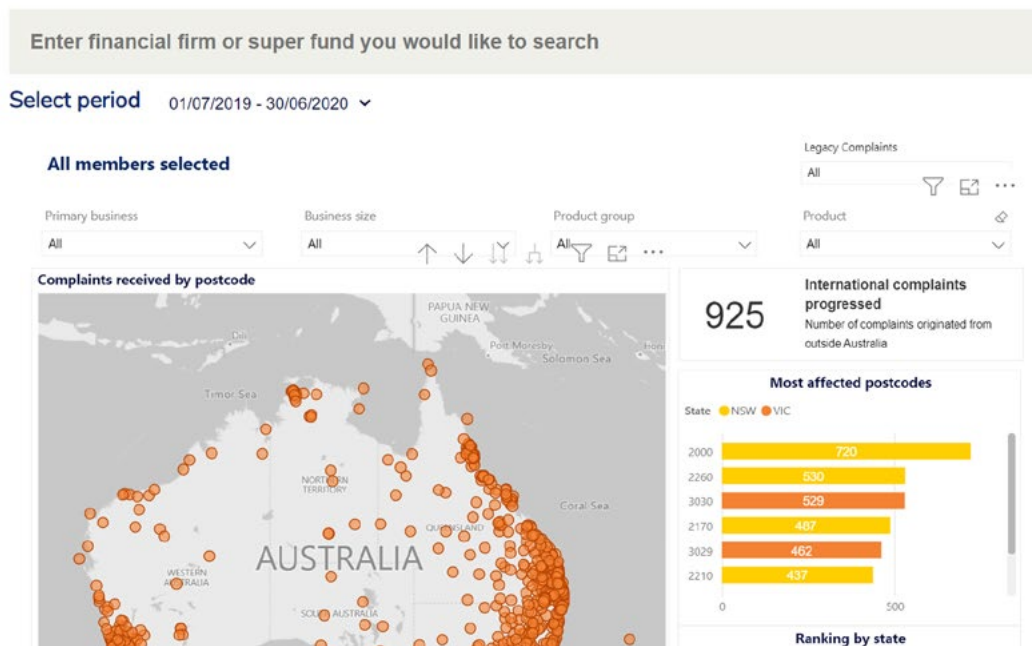 Enter financial firm or super fund you would like to search
Select period 01/07/2019 - 30/06/2020
All members selected
Legacy Complaints
All
Primary business Business size Product group Product
All All All All
Complaints received by postcode
925
International complaints
progressed
Number of complaints originated from
outside Australia
PAPUA NEW
GUINEA
Dili
Port Moresby
Solomon Sea
Timor Sea
NORTHERN
TERRITORY
Coral Sea
QUEENSLAND
AUSTRALIA
WESTERN
AUSTRALIA
SOUTH AUSTRALIA
Most affected postcodes
State NSW VIC
2000 720
2260 530
3030 529
2170 487
3029 462
2210 437
0 500
Ranking by state